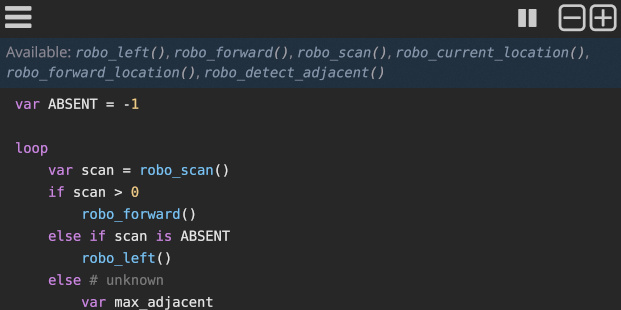 Available: robo_left(), robo_forward(), robo_scan(), robo_current_location(),
robo_forward_location(), robo_detect_adjacent()
var ABSENT = -1
loop
var scan = robo_scan()
if scan > 0
robo_forward()
else if scan is ABSENT
robo_left()
else # unknown
var max_adjacent